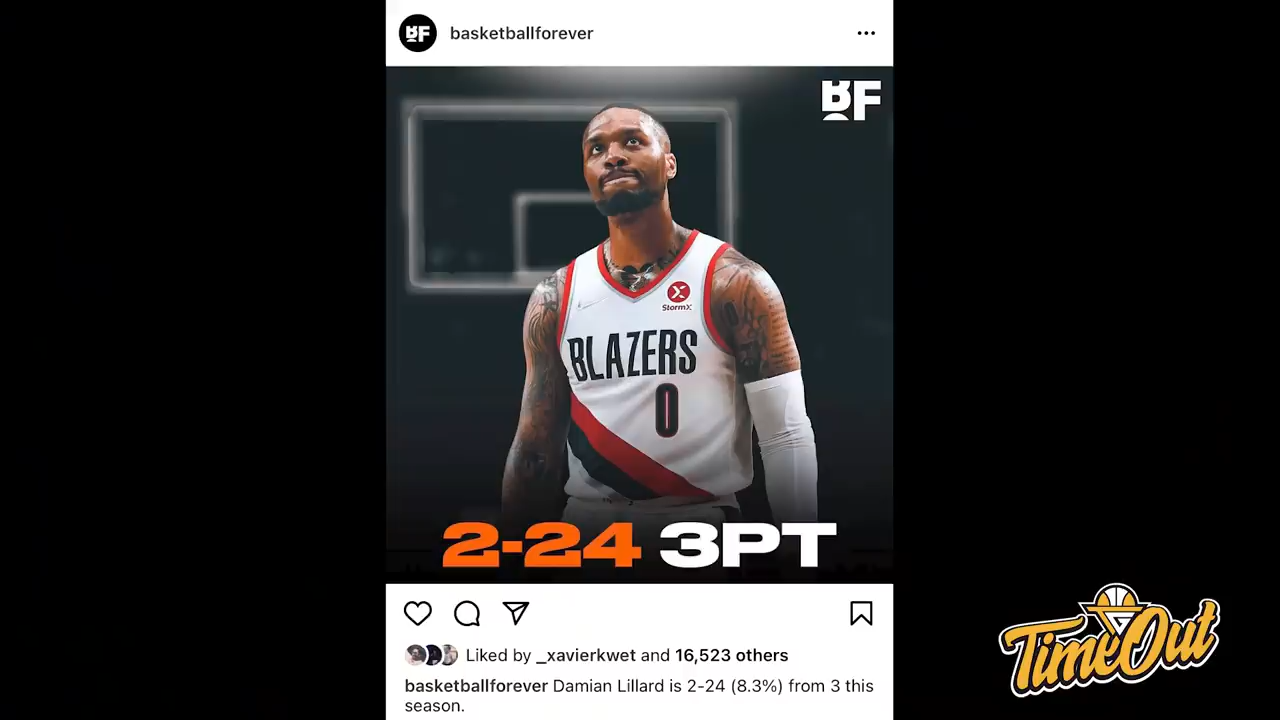 BF
basketballforever
BF
StormX
BLAZERS
0
2-24 3PT
Liked by _xavierkwet and 16,523 others
basketballforever Damian Lillard is 2-24 (8.3%) from 3 this
season.
TimeOut